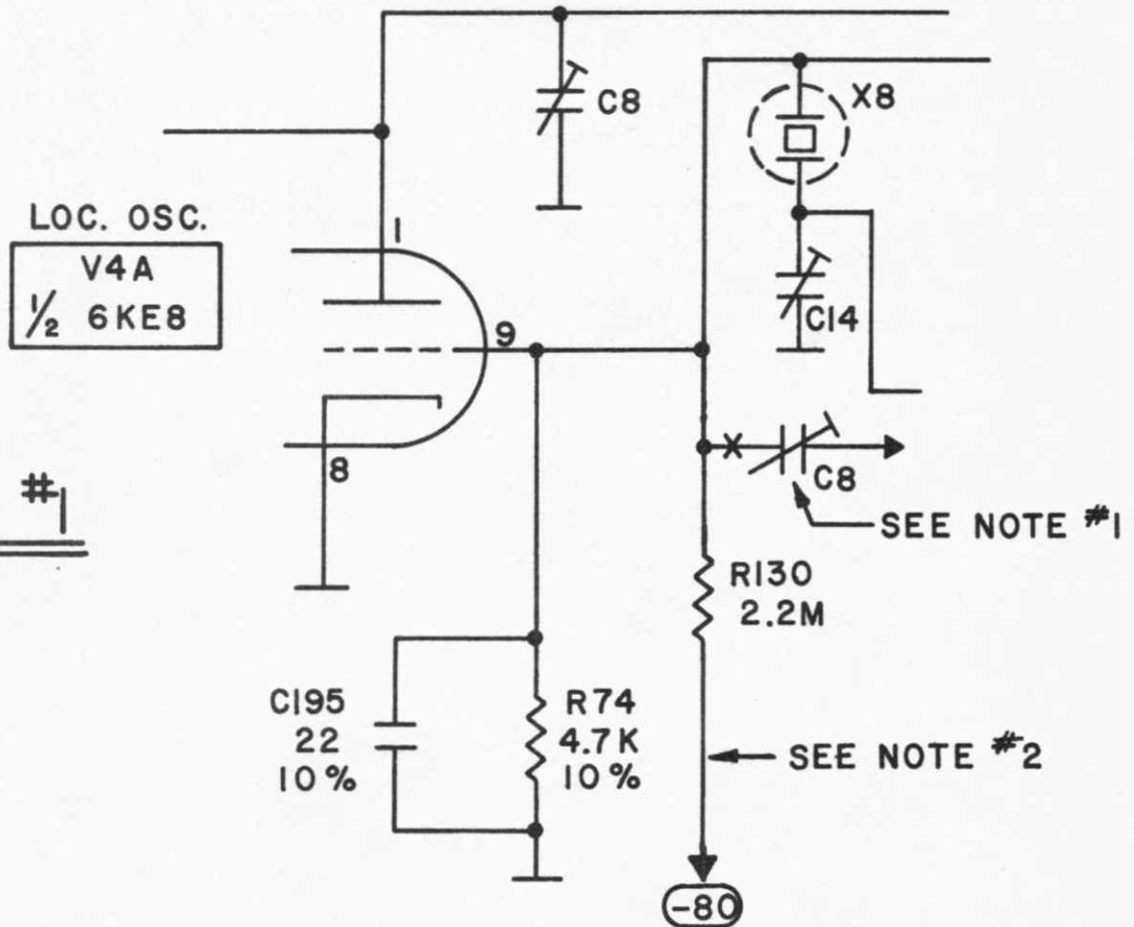 C8
X8
LOC. OSC.
V4A
1/2 6KE8
1
9
8
C14
C8
SEE NOTE #1
#1
R130
2.2M
C195
22
10%
R74
4.7K
10%
SEE NOTE #2
-80